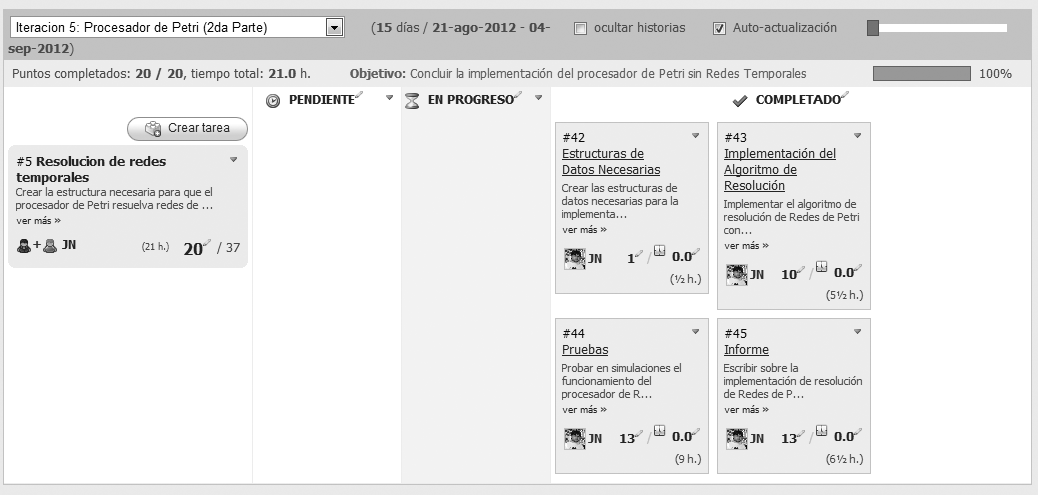 Iteracion 5: Procesador de Petri (2da Parte)
(15 días / 21-ago-2012 - 04-
sep-2012)
ocultar historias
Auto-actualización
Puntos completados: 20 / 20, tiempo total: 21.0 h.
Objetivo: Concluir la implementación del procesador de Petri sin Redes Temporales
100%
PENDIENTE
EN PROGRESO
COMPLETADO
Crear tarea
#5 Resolucion de redes
temporales
Crear la estructura necesaria para que el
procesador de Petri resuelva redes de ...
ver más »
+ JN
(21 h.)
20 / 37
#42
Estructuras de
Datos Necesarias
Crear las estructuras de
datos necesarias para la
implementa...
ver más »
JN 1 / 0.0
(½ h.)
#43
Implementación del
Algoritmo de
Resolución
Implementar el algoritmo de
resolución de Redes de Petri
con...
ver más »
JN 10 / 0.0
(5½ h.)
#44
Pruebas
Probar en simulaciones el
funcionamiento del
procesador de R...
ver más »
JN 13 / 0.0
(9 h.)
#45
Informe
Escribir sobre la
implementación de resolución
de Redes de P...
ver más »
JN 13 / 0.0
(6½ h.)